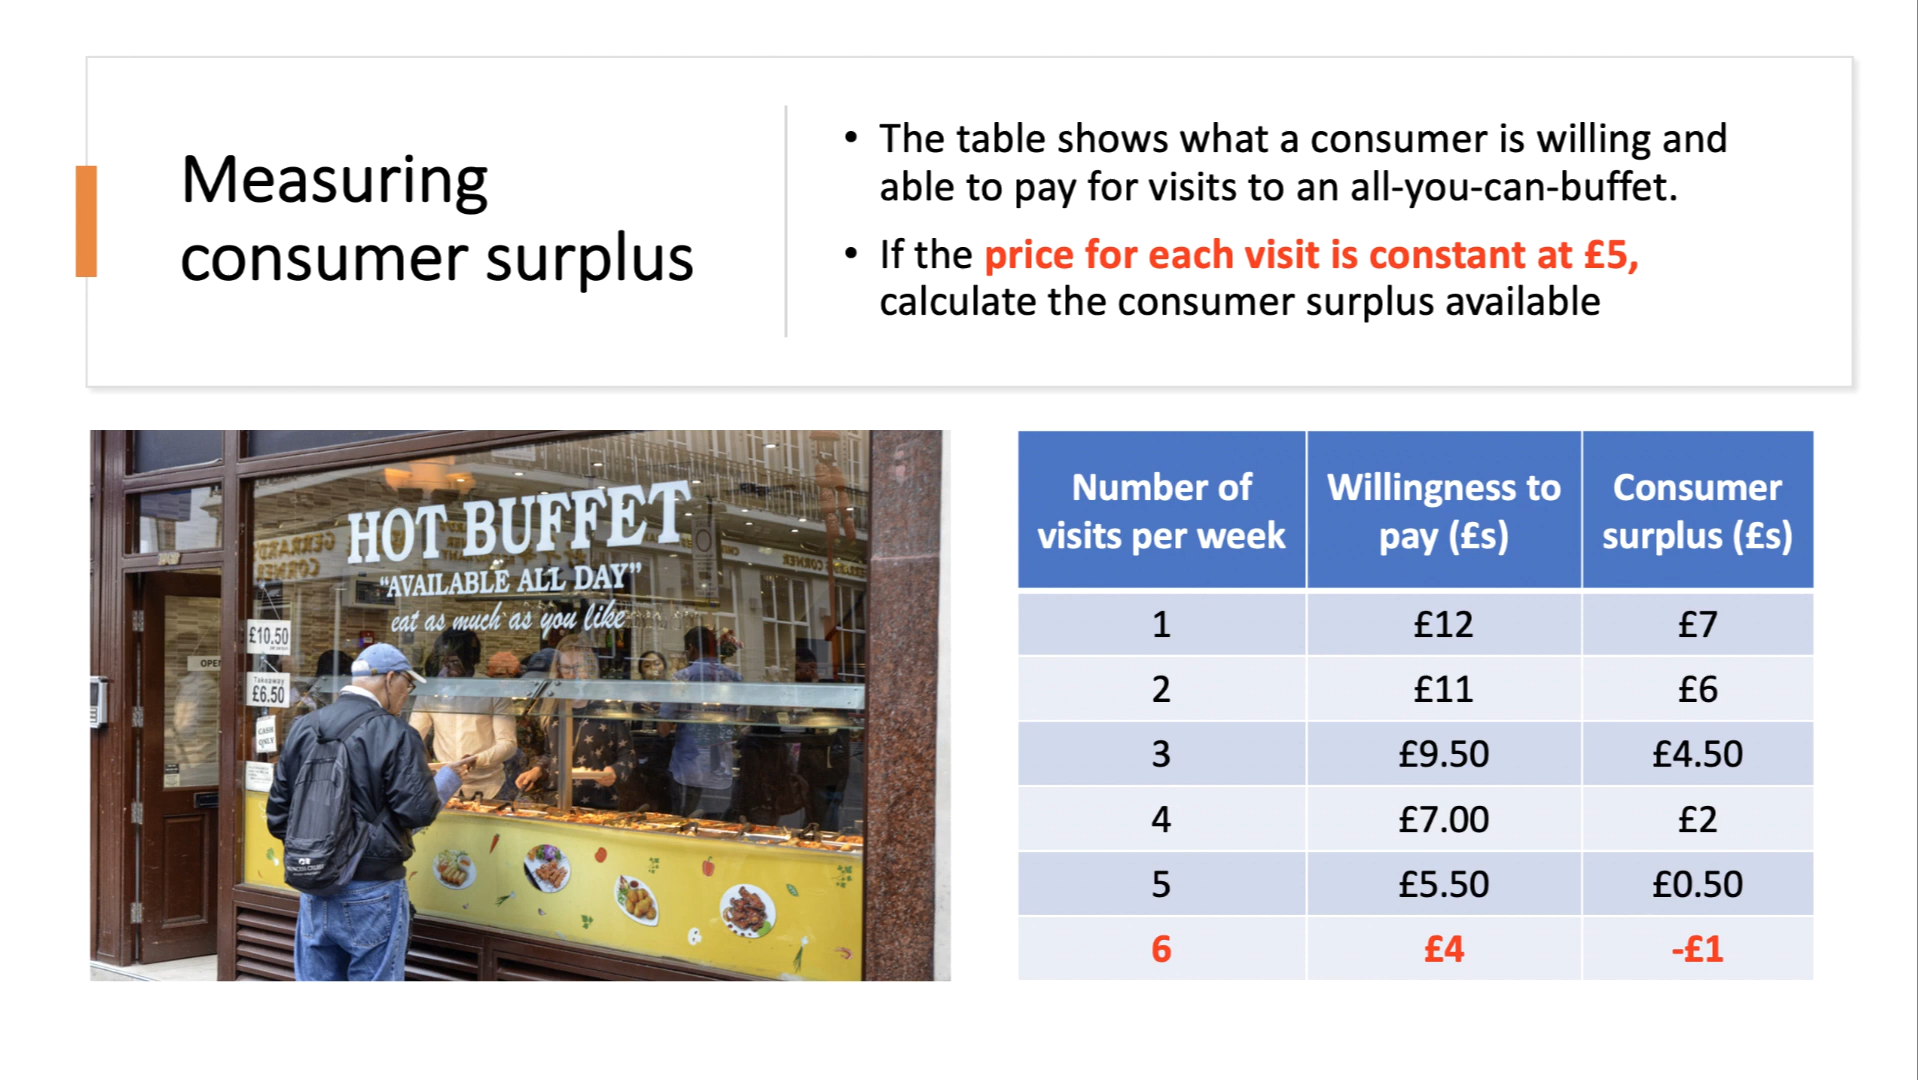 Measuring
consumer surplus
• The table shows what a consumer is willing and
able to pay for visits to an all-you-can-buffet.
• If the price for each visit is constant at £5,
calculate the consumer surplus available
HOT BUFFET
“AVAILABLE ALL DAY”
eat as much as you like
£10.50
OPEN
Takeaway
£6.50
CASH
ONLY
Number of visits per week Willingness to pay (£s) Consumer surplus (£s)
1 £12 £7
2 £11 £6
3 £9.50 £4.50
4 £7.00 £2
5 £5.50 £0.50
6 £4 -£1